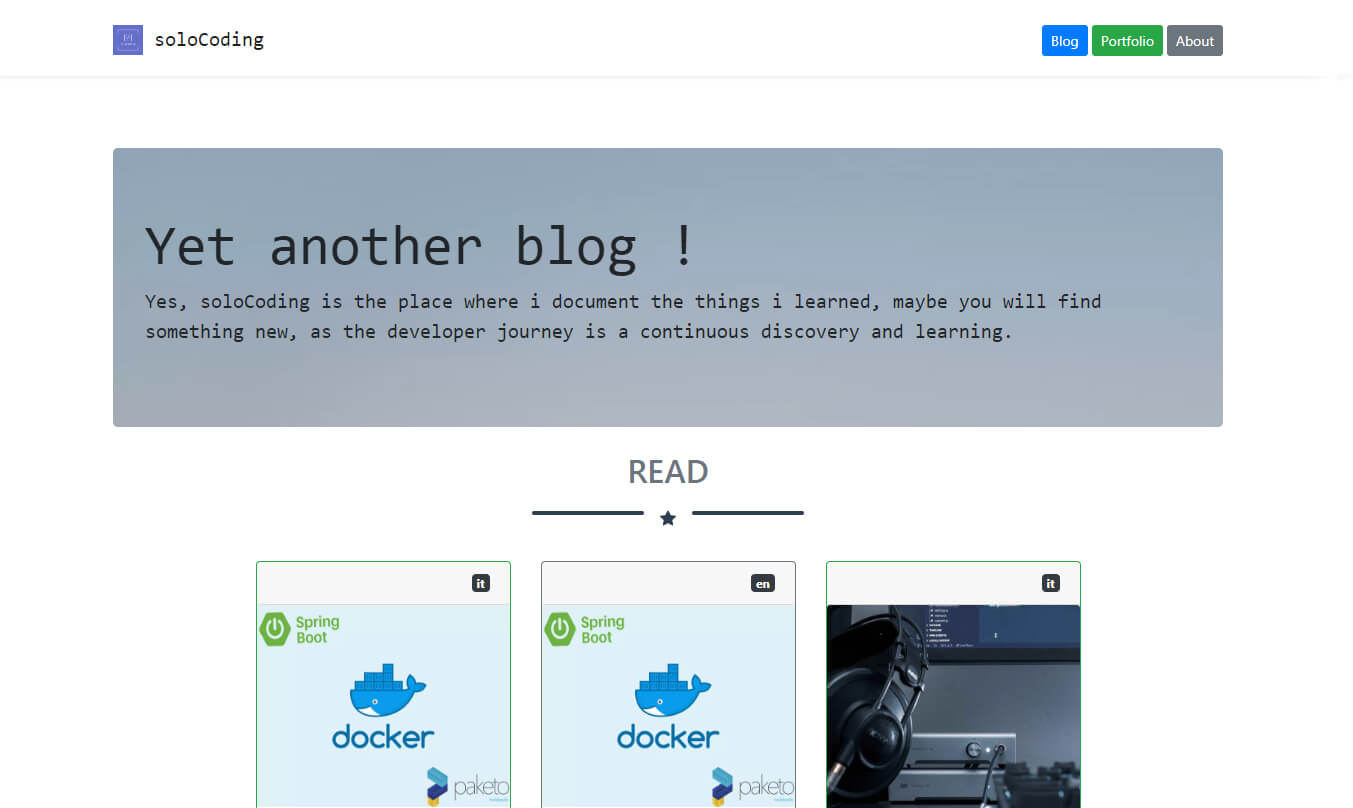 soloCoding
Blog
Portfolio
About
Yet another blog !
Yes, soloCoding is the place where i document the things i learned, maybe you will find
something new, as the developer journey is a continuous discovery and learning.
READ
it
en
it
Spring
Boot
docker
paketo
Spring
Boot
docker
paketo